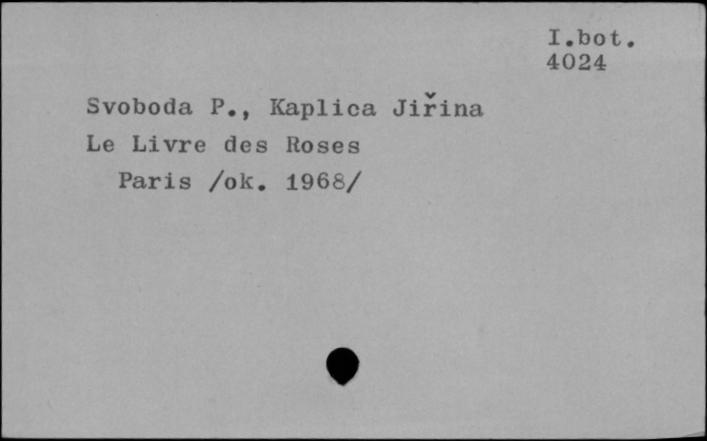 I.bot.
4024
Svoboda P., Kaplica Jiřina
Le Livre des Roses
Paris /ok. 1968/